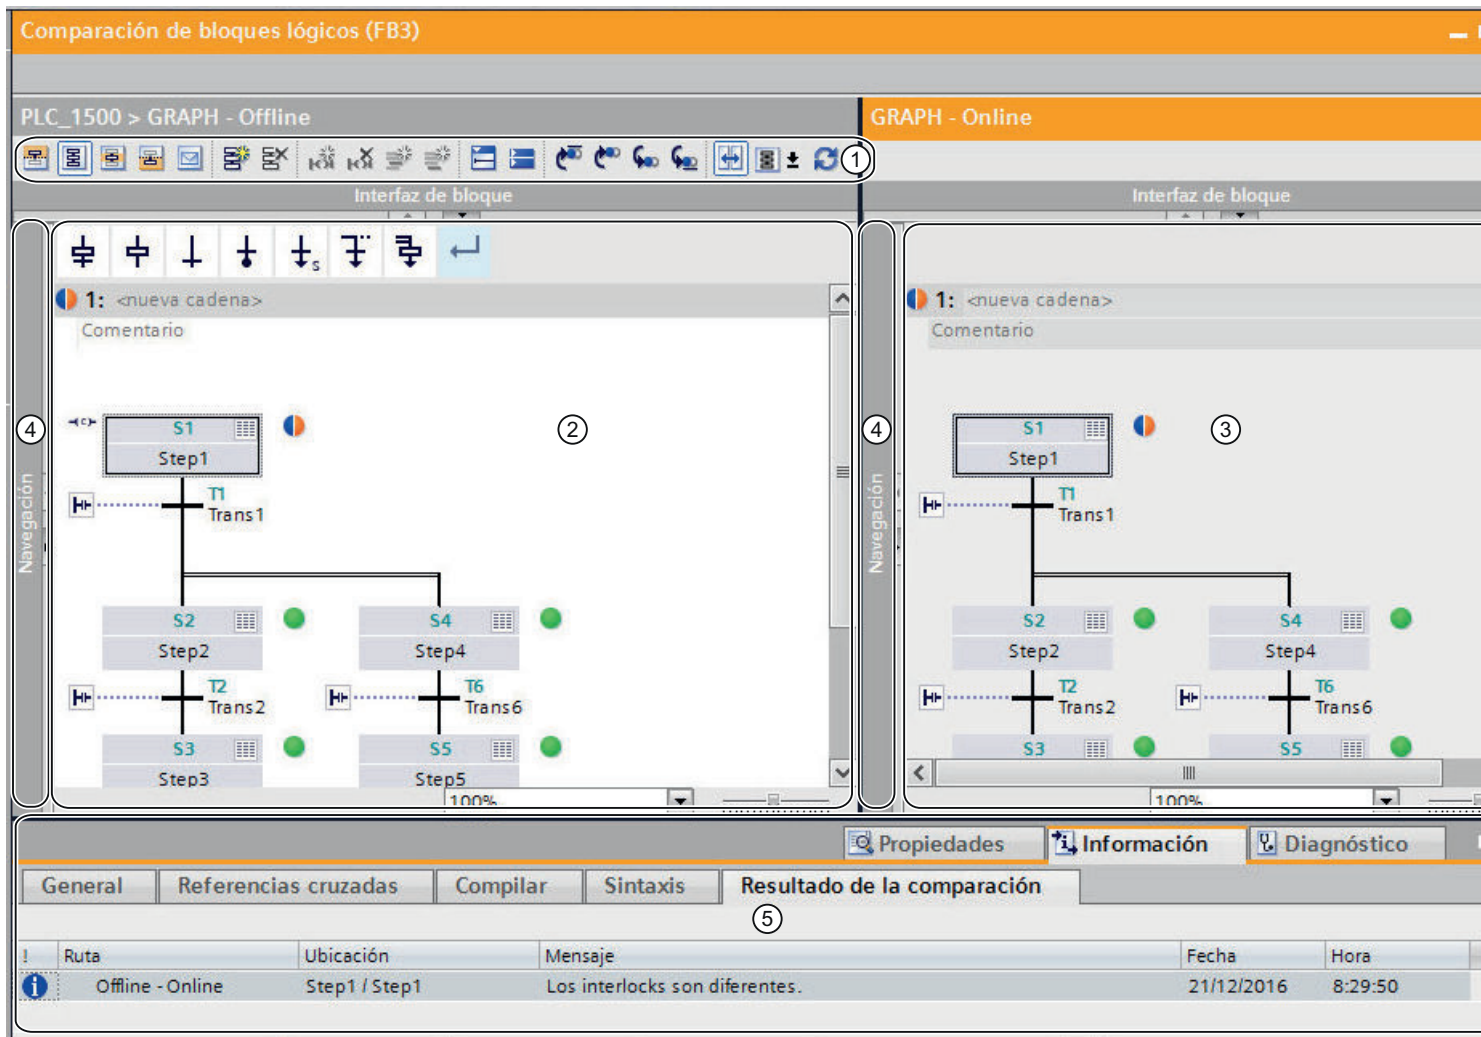 Comparación de bloques lógicos (FB3)
PLC_1500 > GRAPH - Offline
GRAPH - Online
1
Interfaz de bloque
Interfaz de bloque
s
1: <nueva cadena>
Comentario
1: <nueva cadena>
Comentario
4
Navegación
(c)
S1
Step1
2
4
Navegación
S1
Step1
3
T1
Trans1
T1
Trans1
S2
Step2
S4
Step4
S2
Step2
S4
Step4
T2
Trans2
T6
Trans6
T2
Trans2
T6
Trans6
S3
Step3
S5
Step5
S3
S5
100%
100%
Propiedades
Información
Diagnóstico
General
Referencias cruzadas
Compilar
Sintaxis
Resultado de la comparación
5
! Ruta Ubicación Mensaje Fecha Hora
Offline - Online Step1 / Step1 Los interlocks son diferentes. 21/12/2016 8:29:50